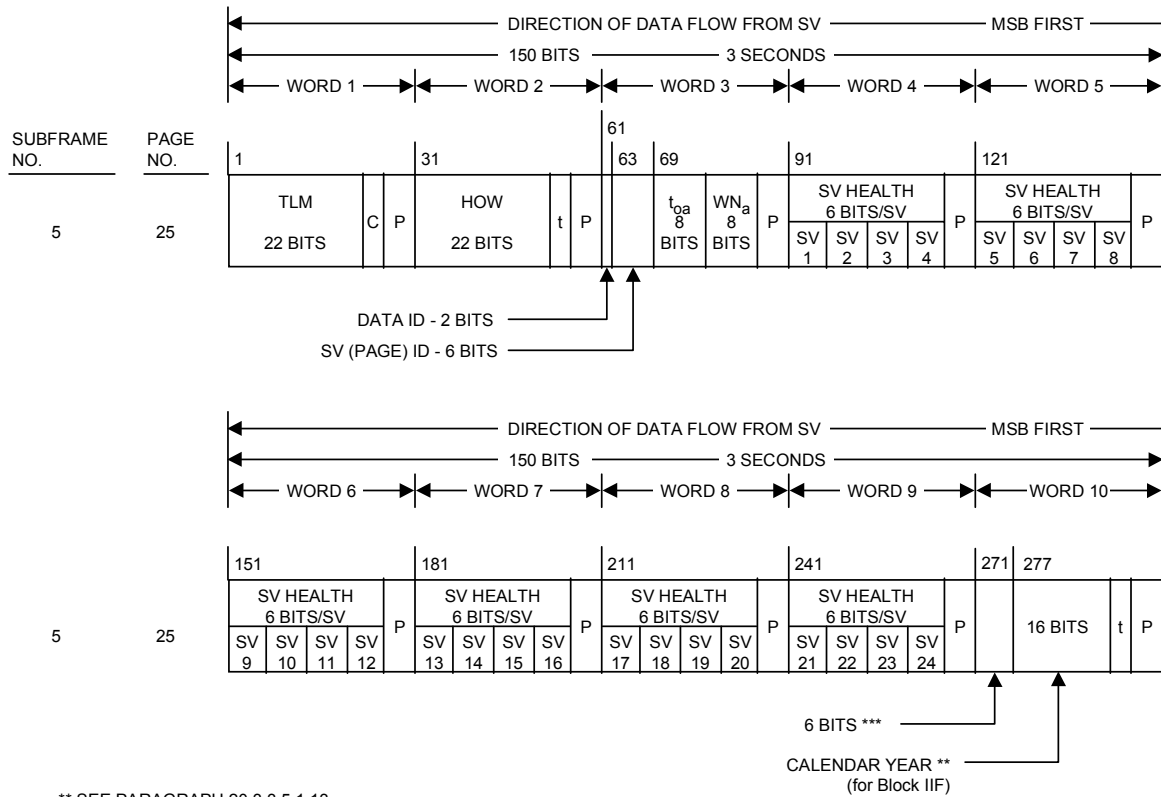 DIRECTION OF DATA FLOW FROM SV MSB FIRST
150 BITS 3 SECONDS
WORD 1 WORD 2 WORD 3 WORD 4 WORD 5
SUBFRAME NO. PAGE NO.
61
1 31 63 69 91 121
5 25
TLM 22 BITS C P HOW 22 BITS t P toa 8 BITS WNa 8 BITS P SV HEALTH 6 BITS/SV P SV HEALTH 6 BITS/SV P
SV 1 SV 2 SV 3 SV 4 SV 5 SV 6 SV 7 SV 8
DATA ID - 2 BITS
SV (PAGE) ID - 6 BITS
DIRECTION OF DATA FLOW FROM SV MSB FIRST
150 BITS 3 SECONDS
WORD 6 WORD 7 WORD 8 WORD 9 WORD 10
151 181 211 241 271 277
5 25
SV HEALTH 6 BITS/SV P SV HEALTH 6 BITS/SV P SV HEALTH 6 BITS/SV P SV HEALTH 6 BITS/SV P 16 BITS t P
SV 9 SV 10 SV 11 SV 12 SV 13 SV 14 SV 15 SV 16 SV 17 SV 18 SV 19 SV 20 SV 21 SV 22 SV 23 SV 24
6 BITS ***
CALENDAR YEAR **
(for Block IIF)
** SEE PARAGRAPH